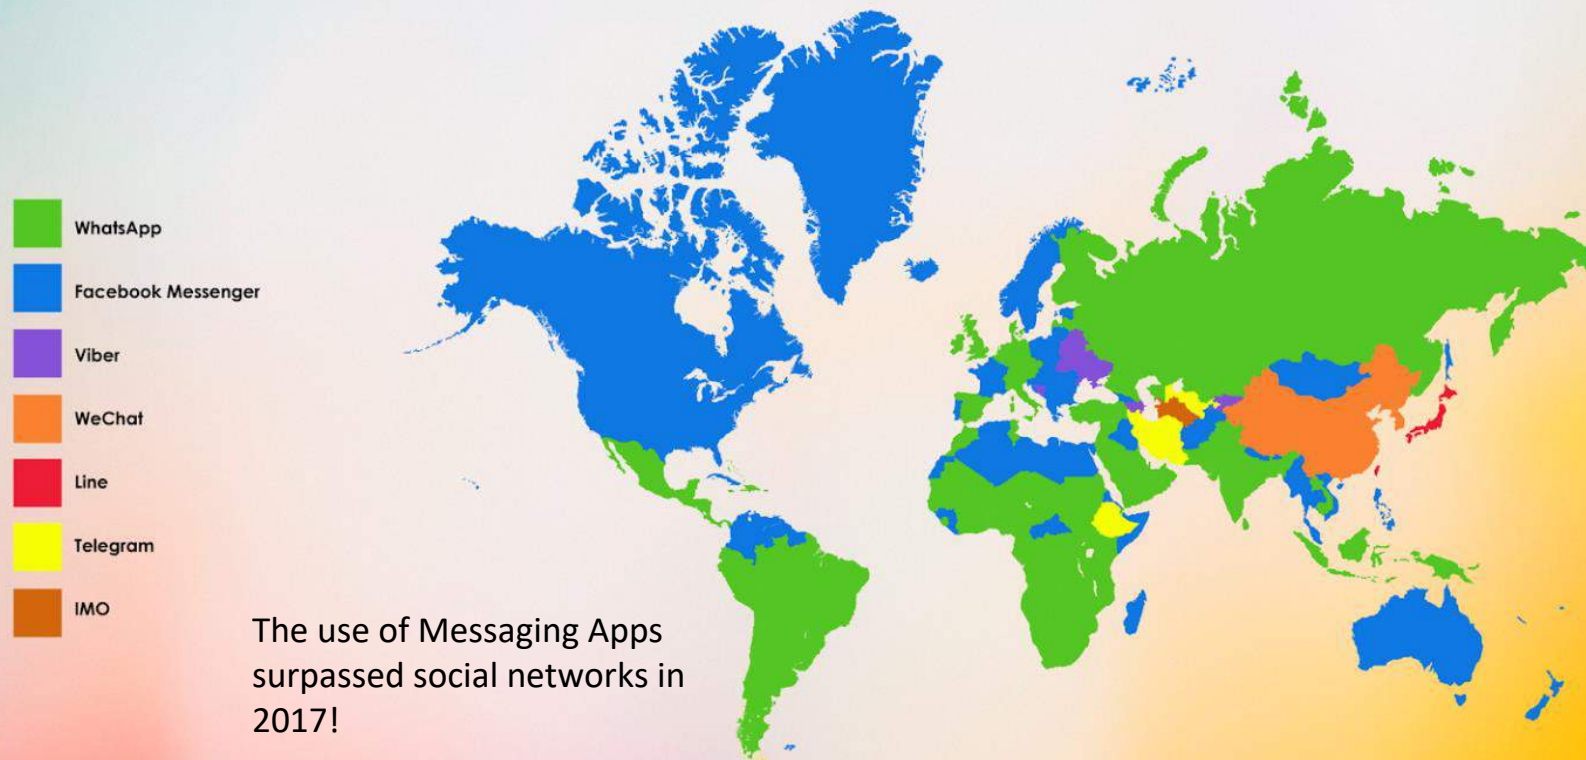 WhatsApp
Facebook Messenger
Viber
WeChat
Line
Telegram
IMO
The use of Messaging Apps
surpassed social networks in
2017!